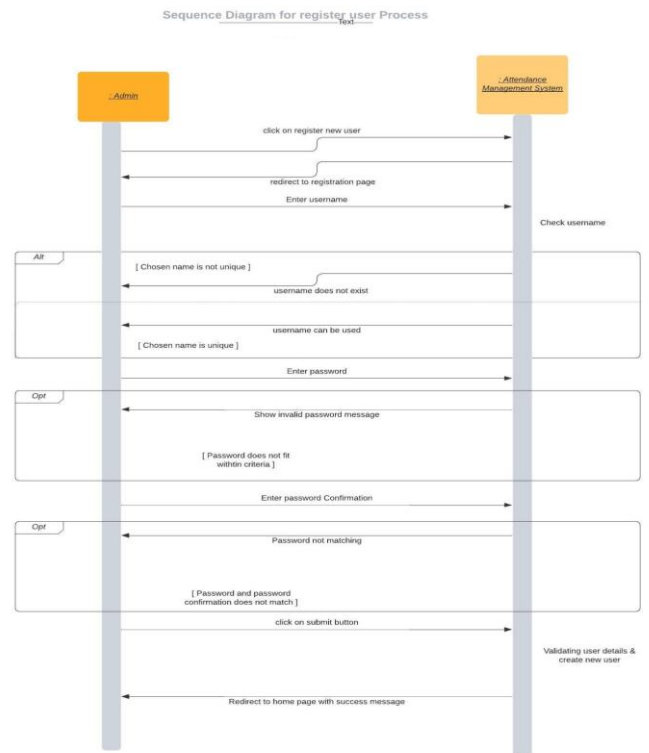 Sequence Diagram for register user Process
Text
: Admin
: Attendance
Management System
click on register new user
redirect to registration page
Enter username
Check username
Alt
[ Chosen name is not unique ]
username does not exist
username can be used
[ Chosen name is unique ]
Enter password
Opt
Show invalid password message
[ Password does not fit
withtin criteria ]
Enter password Confirmation
Opt
Password not matching
[ Password and password
confirmation does not match ]
click on submit button
Validating user details &
create new user
Redirect to home page with success message